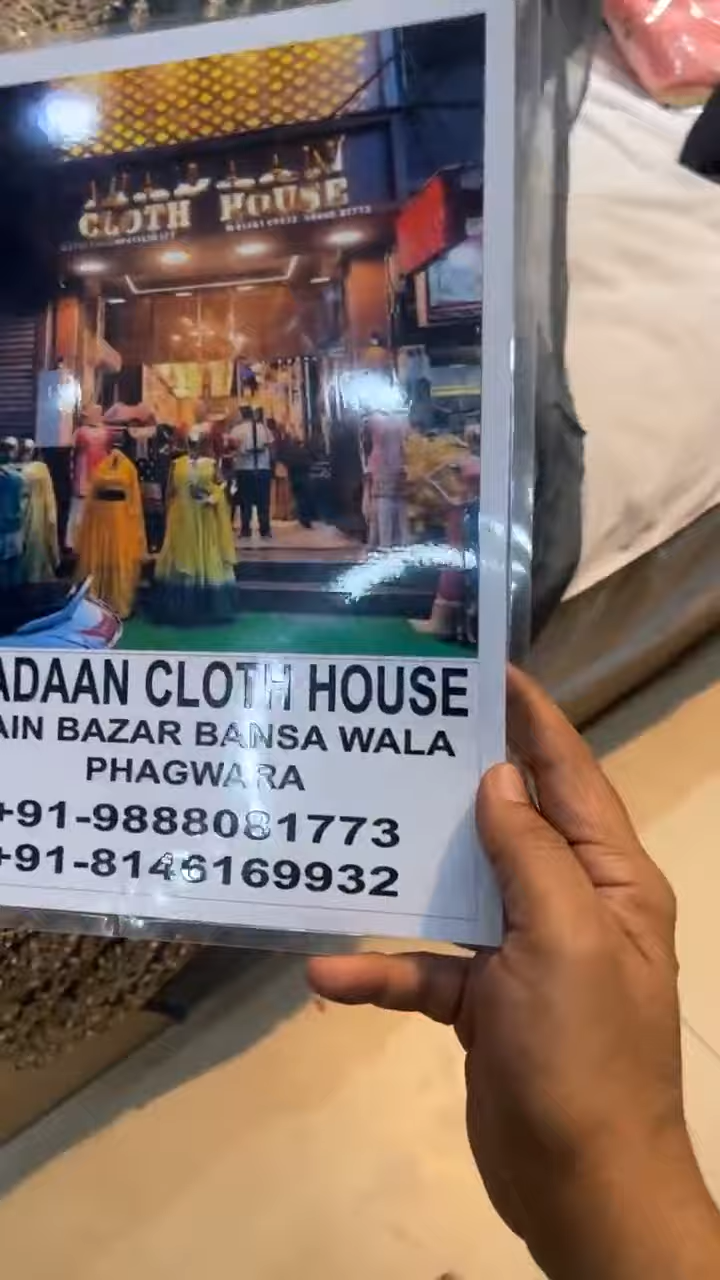 CLOTH HOUSE
ADAAN CLOTH HOUSE
AIN BAZAR BANSA WALA
PHAGWARA
+91-9888081773
+91-8146169932